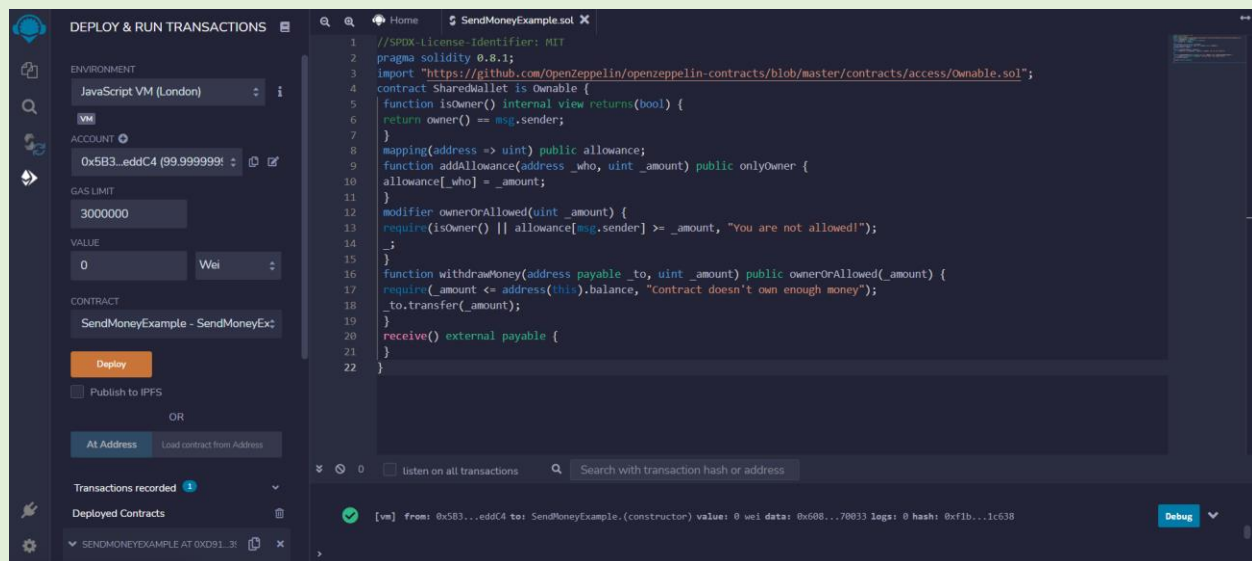 DEPLOY & RUN TRANSACTIONS
ENVIRONMENT
JavaScript VM (London)
VM
ACCOUNT
0x5B3...eddC4 (99.9999999
GAS LIMIT
3000000
VALUE
0 Wei
CONTRACT
SendMoneyExample - SendMoneyEx
Deploy
Publish to IPFS
OR
At Address Load contract from Address
Transactions recorded 1
Deployed Contracts
SENDMONEYEXAMPLE AT 0XD91...39
Home SendMoneyExample.sol
1 //SPDX-License-Identifier: MIT
2 pragma solidity 0.8.1;
3 import "https://github.com/OpenZeppelin/openzeppelin-contracts/blob/master/contracts/access/Ownable.sol";
4 contract SharedWallet is Ownable {
5 function isOwner() internal view returns(bool) {
6 return owner() == msg.sender;
7 }
8 mapping(address => uint) public allowance;
9 function addAllowance(address _who, uint _amount) public onlyOwner {
10 allowance[_who] = _amount;
11 }
12 modifier ownerOrAllowed(uint _amount) {
13 require(isOwner() || allowance[msg.sender] >= _amount, "You are not allowed!");
14 _;
15 }
16 function withdrawMoney(address payable _to, uint _amount) public ownerOrAllowed(_amount) {
17 require(_amount <= address(this).balance, "Contract doesn't own enough money");
18 _to.transfer(_amount);
19 }
20 receive() external payable {
21 }
22 }
0 listen on all transactions Search with transaction hash or address
[vm] from: 0x5B3...eddC4 to: SendMoneyExample.(constructor) value: 0 wei data: 0x608...70033 logs: 0 hash: 0xf1b...1c638 Debug
>